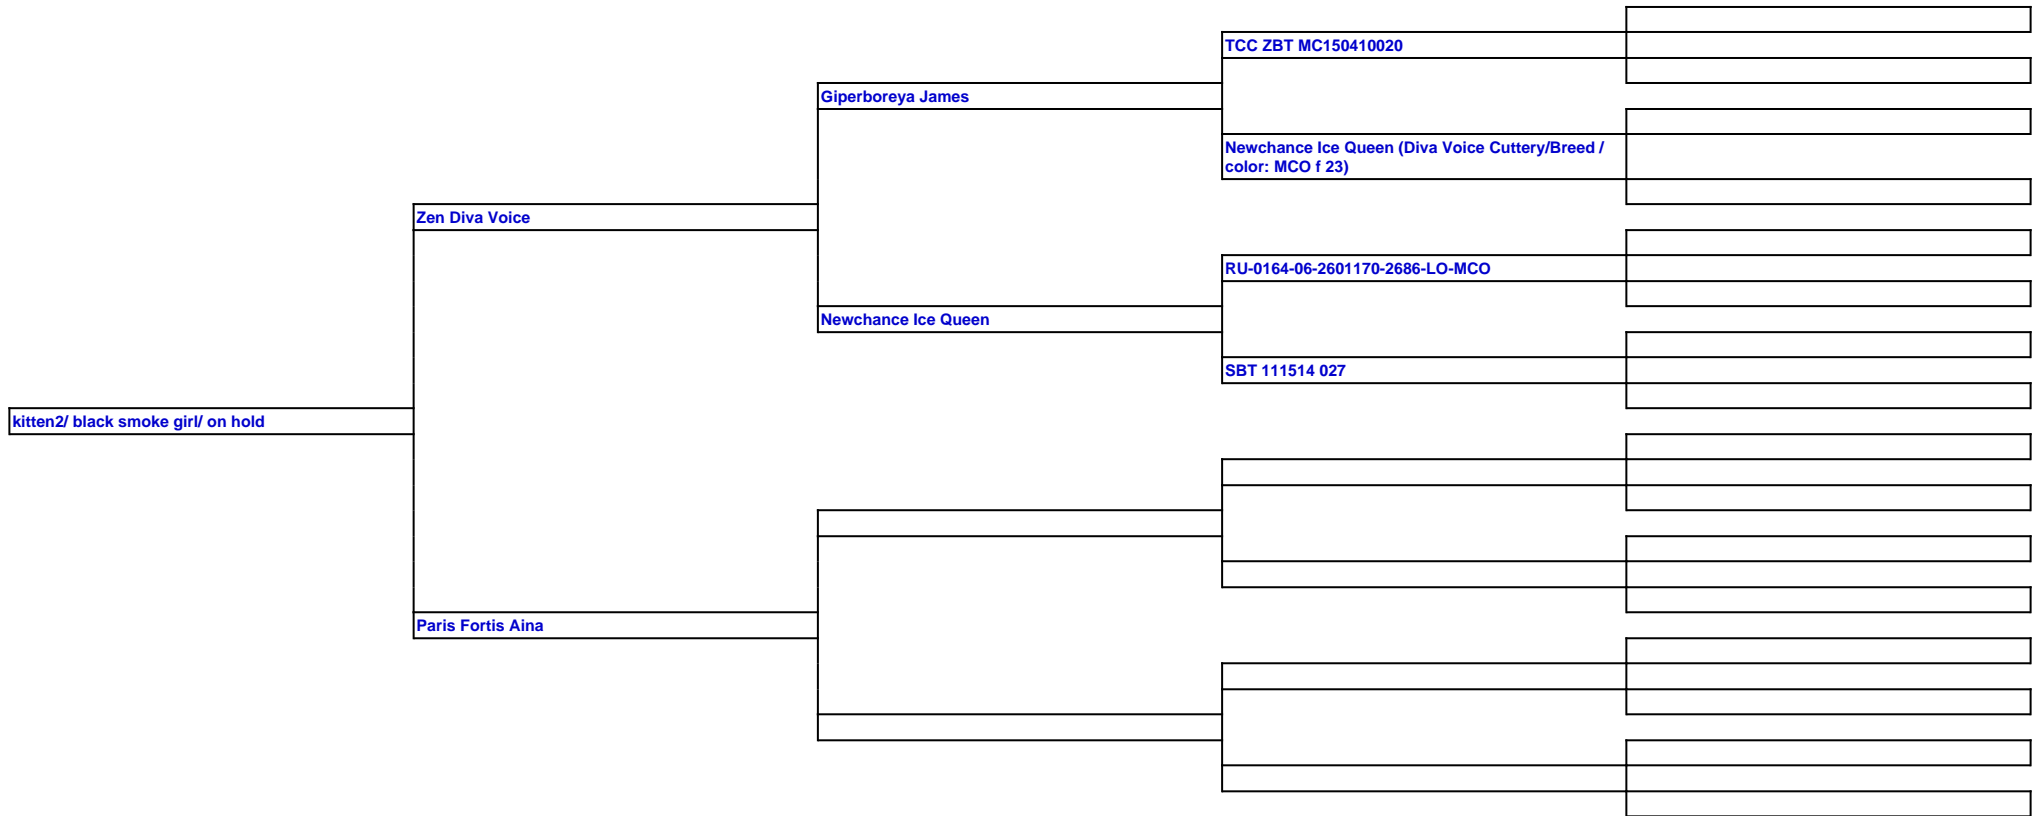 TCC ZBT MC150410020
Giperboreya James
Newchance Ice Queen (Diva Voice Cuttery/Breed /
color: MCO f 23)
Zen Diva Voice
RU-0164-06-2601170-2686-LO-MCO
Newchance Ice Queen
SBT 111514 027
kitten2/ black smoke girl/ on hold
Paris Fortis Aina